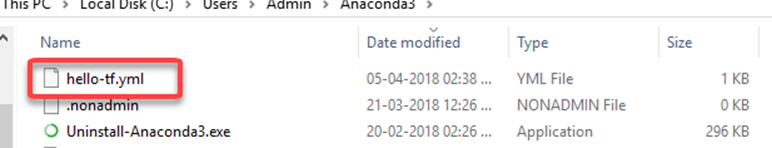 This PC > Local Disk (C:) > Users > Admin > Anaconda3 >
Name Date modified Type Size
hello-tf.yml 05-04-2018 02:38 ... YML File 1 KB
.nonadmin 21-03-2018 12:26 ... NONADMIN File 0 KB
Uninstall-Anaconda3.exe 20-02-2018 02:26 ... Application 296 KB